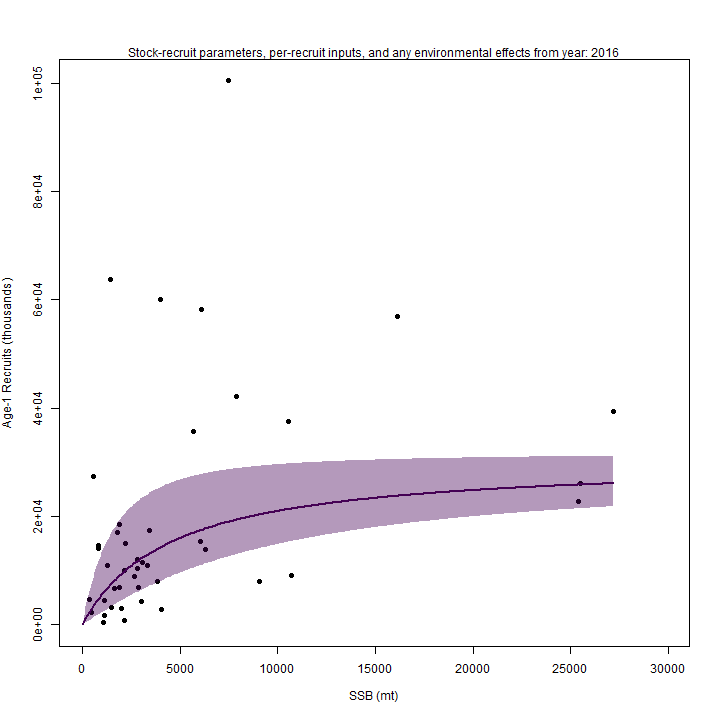 Stock-recruit parameters, per-recruit inputs, and any environmental effects from year: 2016
1e+05
8e+04
6e+04
4e+04
2e+04
0e+00
Age-1 Recruits (thousands)
0 5000 10000 15000 20000 25000 30000
SSB (mt)